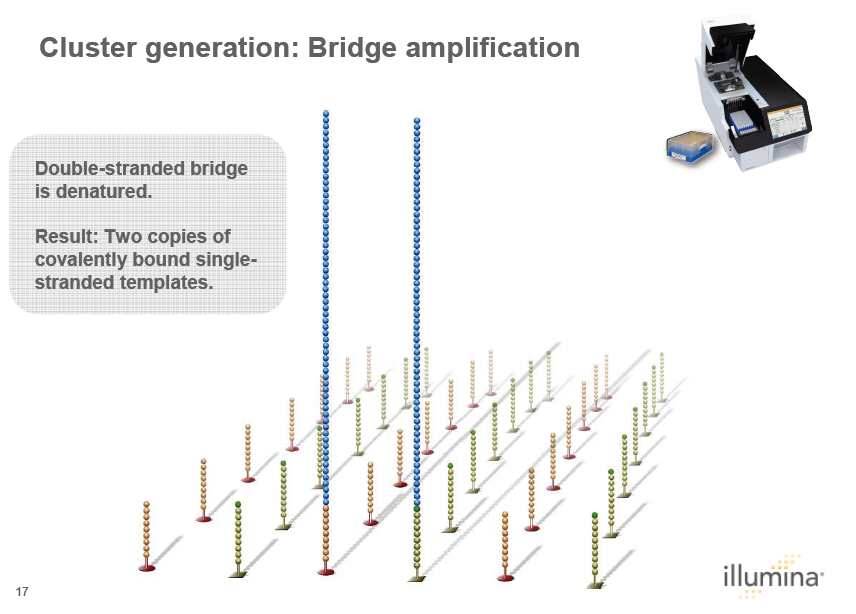 Cluster generation: Bridge amplification
Double-stranded bridge
is denatured.
Result: Two copies of
covalently bound single-
stranded templates.
17
illumina®